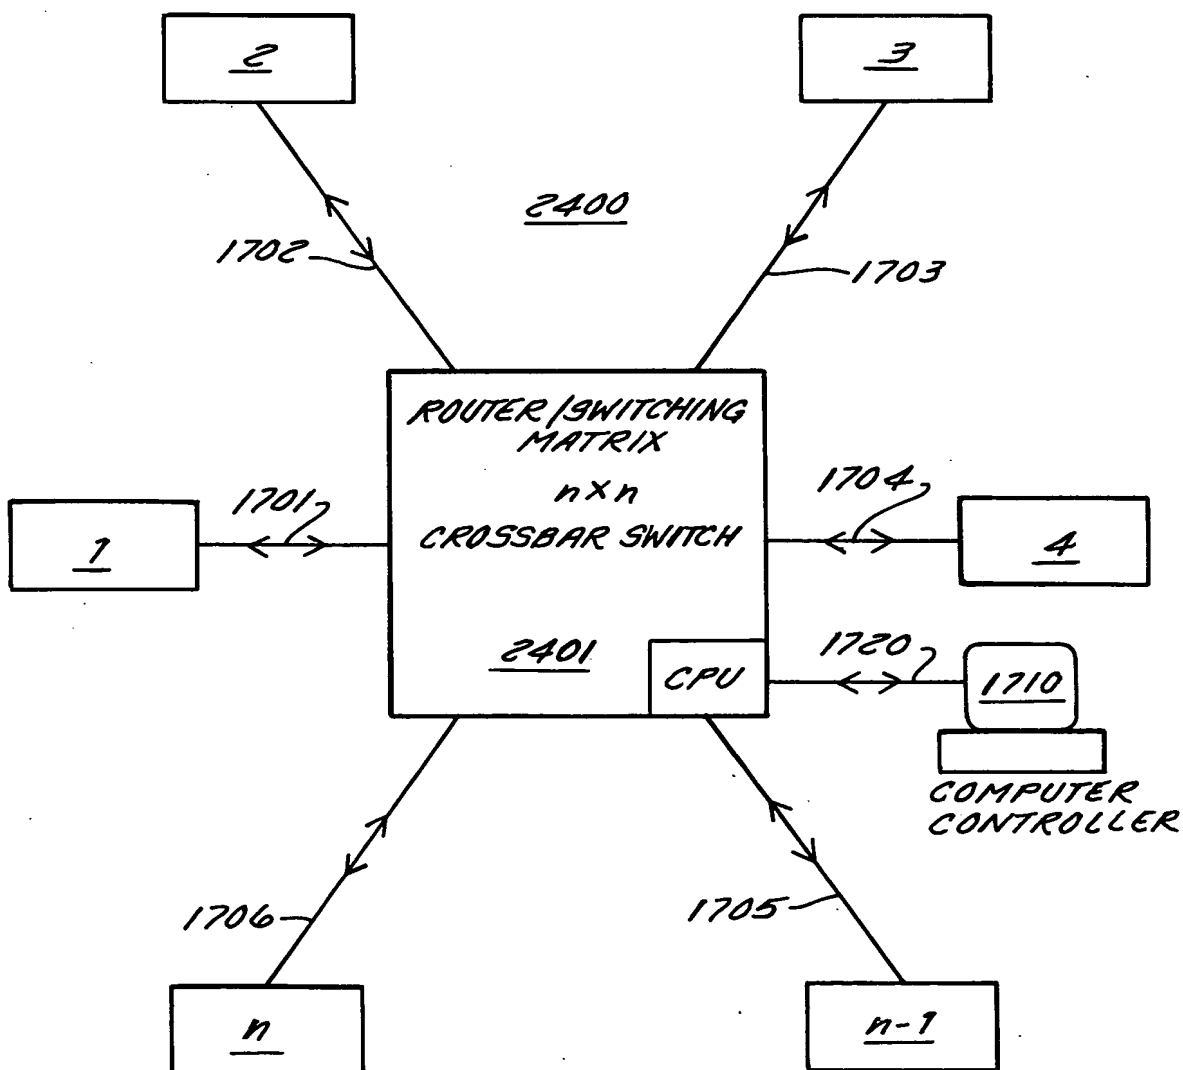 2
3
2400
1702
1703
ROUTER/SWITCHING
MATRIX
n×n
CROSSBAR SWITCH
1701
1704
1
4
2401
CPU
1720
1710
COMPUTER
CONTROLLER
1706
1705
n
n-1